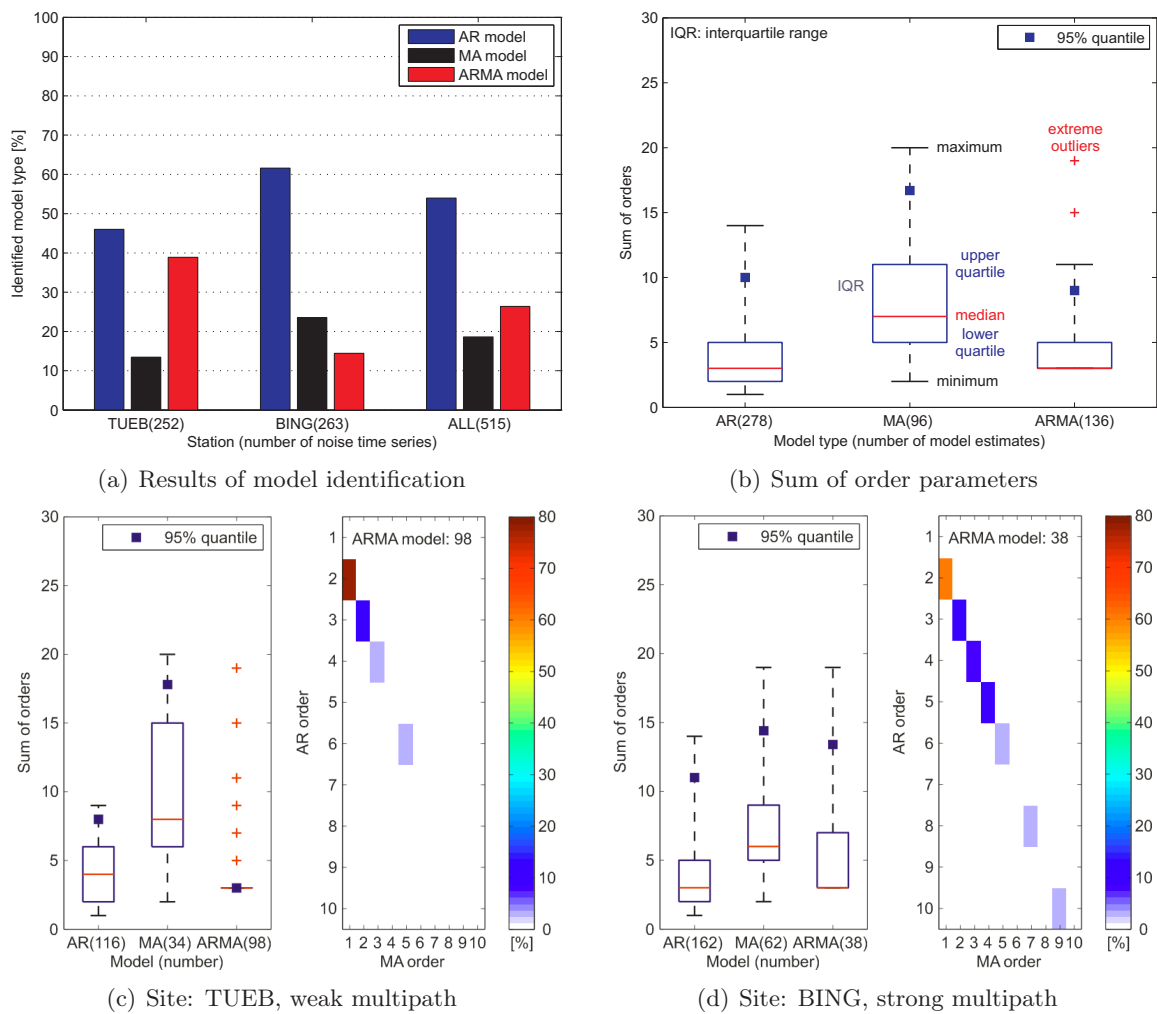 100
90
80
70
60
50
40
30
20
10
0
Identified model type [%]
AR model
MA model
ARMA model
TUEB(252)
BING(263)
ALL(515)
Station (number of noise time series)
(a) Results of model identification
30
25
20
15
10
5
0
Sum of orders
IQR: interquartile range
95% quantile
extreme
outliers
maximum
upper
quartile
IQR
median
lower
quartile
minimum
AR(278)
MA(96)
ARMA(136)
Model type (number of model estimates)
(b) Sum of order parameters
30
25
20
15
10
5
0
Sum of orders
95% quantile
AR(116)
MA(34)
ARMA(98)
Model (number)
ARMA model: 98
1
2
3
4
5
6
7
8
9
10
AR order
1 2 3 4 5 6 7 8 9 10
MA order
80
70
60
50
40
30
20
10
0
[%]
(c) Site: TUEB, weak multipath
30
25
20
15
10
5
0
Sum of orders
95% quantile
AR(162)
MA(62)
ARMA(38)
Model (number)
ARMA model: 38
1
2
3
4
5
6
7
8
9
10
AR order
1 2 3 4 5 6 7 8 9 10
MA order
80
70
60
50
40
30
20
10
0
[%]
(d) Site: BING, strong multipath